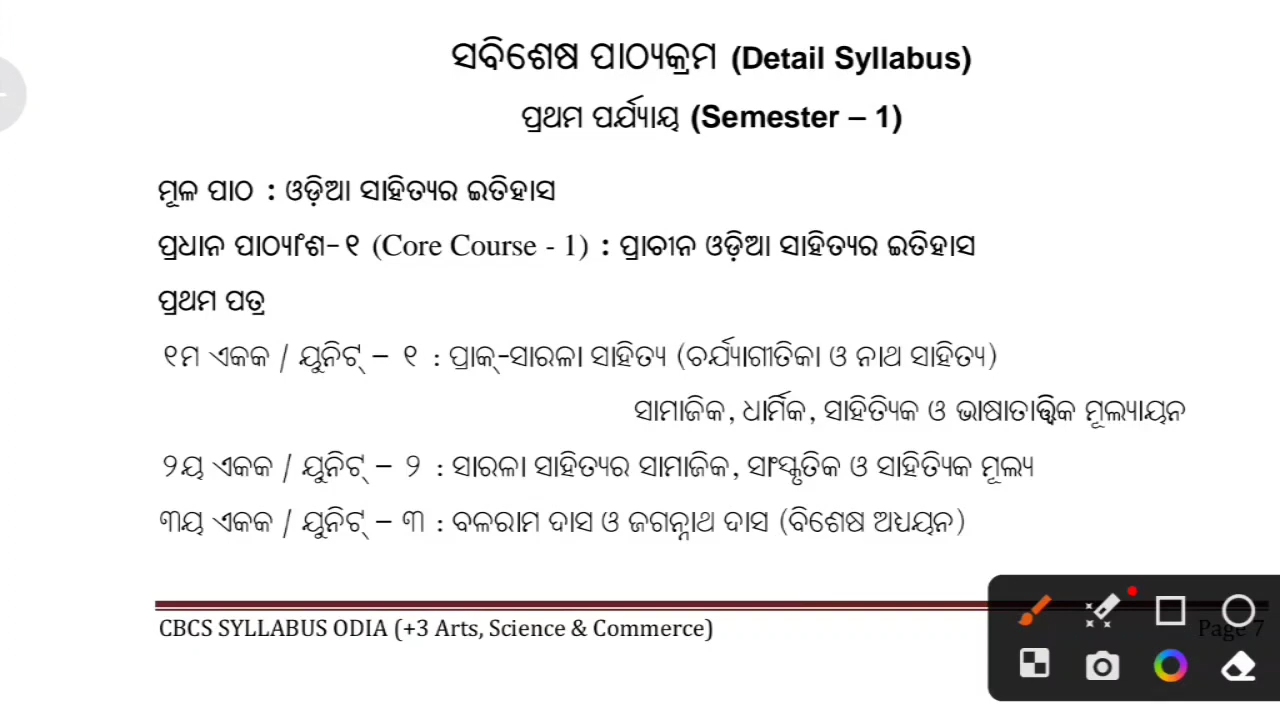 ସବିଶେଷ ପାଠ୍ୟକ୍ରମ (Detail Syllabus)
ପ୍ରଥମ ପର୍ଯ୍ୟାୟ (Semester – 1)
ମୂଳ ପାଠ : ଓଡ଼ିଆ ସାହିତ୍ୟର ଇତିହାସ
ପ୍ରଧାନ ପାଠ୍ୟାଂଶ-୧ (Core Course - 1) : ପ୍ରାଚୀନ ଓଡ଼ିଆ ସାହିତ୍ୟର ଇତିହାସ
ପ୍ରଥମ ପତ୍ର
୧ମ ଏକକ / ୟୁନିଟ୍ – ୧ : ପ୍ରାକ୍-ସାରଳା ସାହିତ୍ୟ (ଚର୍ଯ୍ୟାଗୀତିକା ଓ ନାଥ ସାହିତ୍ୟ)
ସାମାଜିକ, ଧାର୍ମିକ, ସାହିତ୍ୟିକ ଓ ଭାଷାତାତ୍ତ୍ଵିକ ମୂଲ୍ୟାୟନ
୨ୟ ଏକକ / ୟୁନିଟ୍ – ୨ : ସାରଳା ସାହିତ୍ୟର ସାମାଜିକ, ସାଂସ୍କୃତିକ ଓ ସାହିତ୍ୟିକ ମୂଲ୍ୟ
୩ୟ ଏକକ / ୟୁନିଟ୍ – ୩ : ବଳରାମ ଦାସ ଓ ଜଗନ୍ନାଥ ଦାସ (ବିଶେଷ ଅଧ୍ୟୟନ)
CBCS SYLLABUS ODIA (+3 Arts, Science & Commerce)
Page 7